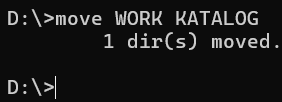 D:\>move WORK KATALOG
        1 dir(s) moved.
D:\>